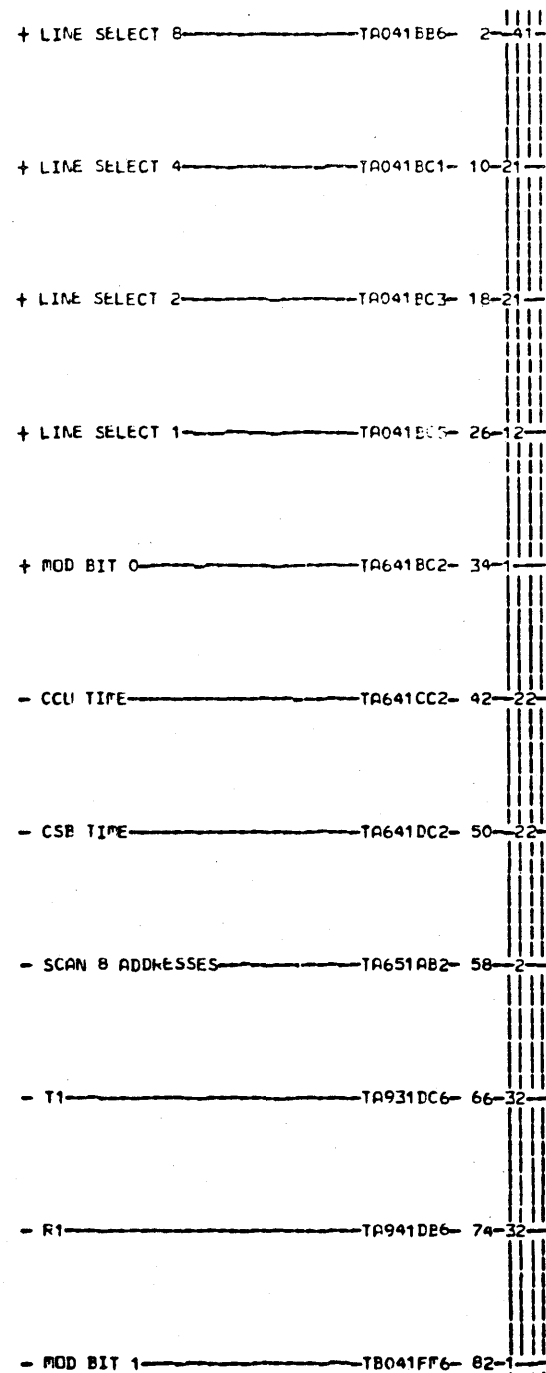 + LINE SELECT 8 TA041BB6- 2 41
+ LINE SELECT 4 TA041BC1- 10-21
+ LINE SELECT 2 TA041BC3- 18-21
+ LINE SELECT 1 TA041BC5- 26-12
+ MOD BIT 0 TA641BC2- 34-1
- CCU TIME TA641CC2- 42-22
- CSB TIME TA641DC2- 50-22
- SCAN 8 ADDRESSES TA651AB2- 58-2
- T1 TA931DC6- 66-32
- R1 TA941DB6- 74-32
- MOD BIT 1 TB041FF6- 82-1